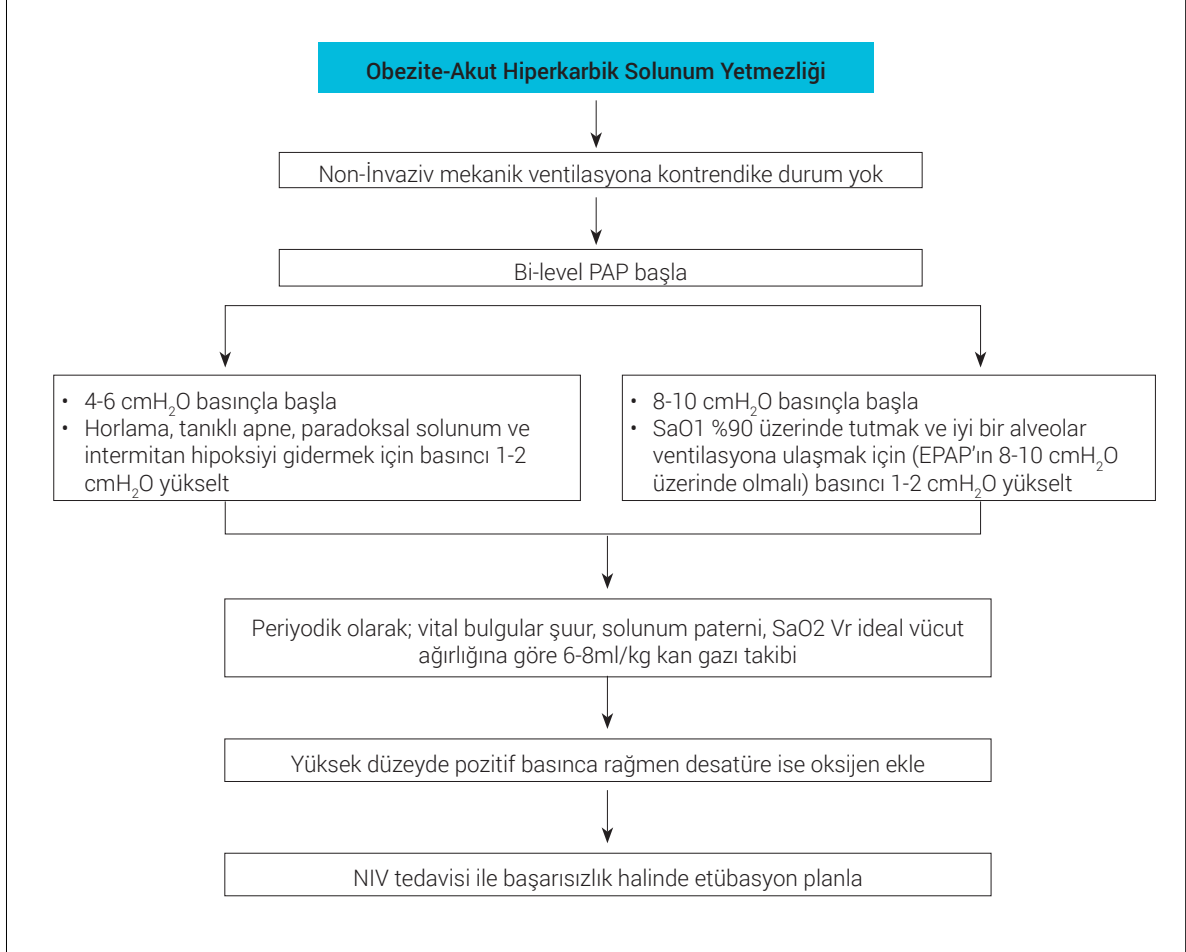 Obezite-Akut Hiperkarbik Solunum Yetmezliği
Non-İnvaziv mekanik ventilasyona kontrendike durum yok
Bi-level PAP başla
• 4-6 cmH₂O basınçla başla
• Horlama, tanıklı apne, paradoksal solunum ve
intermitan hipoksiyi gidermek için basıncı 1-2
cmH₂O yükselt
• 8-10 cmH₂O basınçla başla
• SaO1 %90 üzerinde tutmak ve iyi bir alveolar
ventilasyona ulaşmak için (EPAP’ın 8-10 cmH₂O
üzerinde olmalı) basıncı 1-2 cmH₂O yükselt
Periyodik olarak; vital bulgular şuur, solunum paterni, SaO2 Vr ideal vücut
ağırlığına göre 6-8ml/kg kan gazı takibi
Yüksek düzeyde pozitif basınca rağmen desatüre ise oksijen ekle
NIV tedavisi ile başarısızlık halinde etübasyon planla